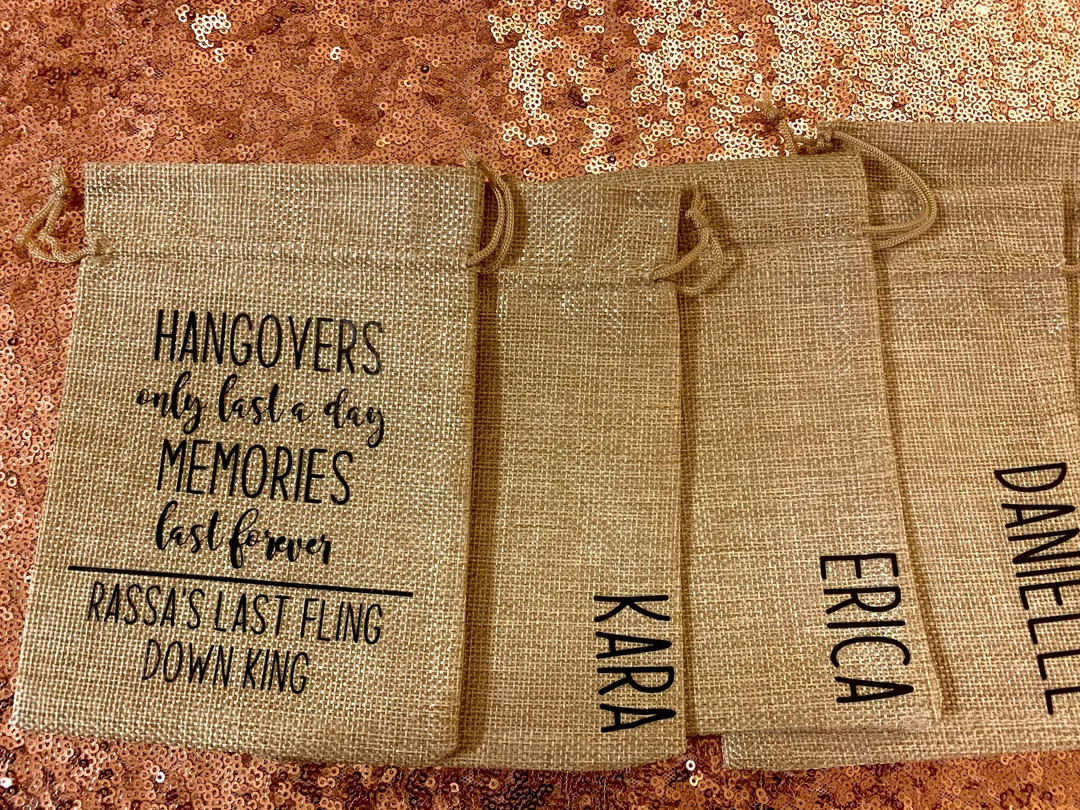 HANGOVERS
only last a day
MEMORIES
last forever
RASSA'S LAST FLING
DOWN KING
KARA
ERICA
DANIELLE